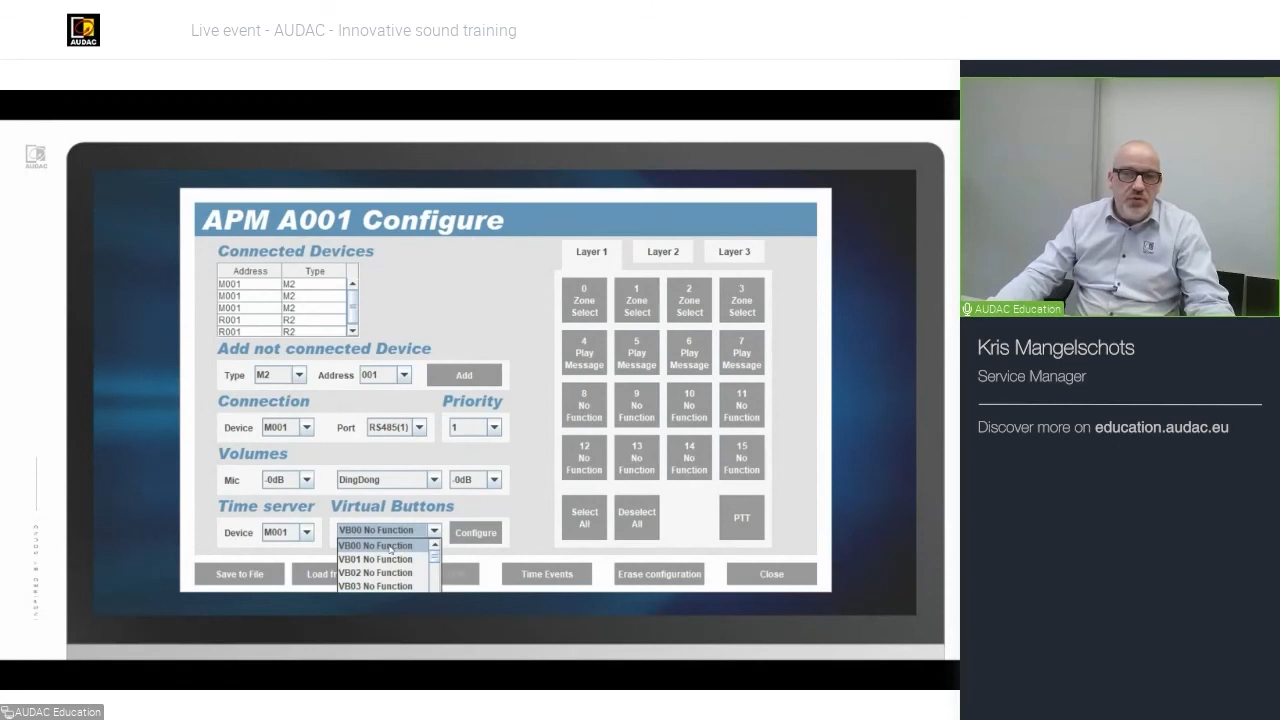 AUDAC
Live event - AUDAC - Innovative sound training
AUDAC
APM A001 Configure
Connected Devices
Address Type
M001 M2
M001 M2
M001 M2
R001 R2
R001 R2
Add not connected Device
Type M2 Address 001 Add
Connection Priority
Device M001 Port RS485(1) 1
Volumes
Mic -0dB DingDong -0dB
Time server Virtual Buttons
Device M001 VB00 No Function Configure
VB00 No Function
VB01 No Function
VB02 No Function
VB03 No Function
Save to File Load fr Time Events Erase configuration Close
Layer 1 Layer 2 Layer 3
0 Zone Select
1 Zone Select
2 Zone Select
3 Zone Select
4 Play Message
5 Play Message
6 Play Message
7 Play Message
8 No Function
9 No Function
10 No Function
11 No Function
12 No Function
13 No Function
14 No Function
15 No Function
Select All
Deselect All
PTT
AUDAC Education
Kris Mangelschots
Service Manager
Discover more on education.audac.eu
AUDAC Education